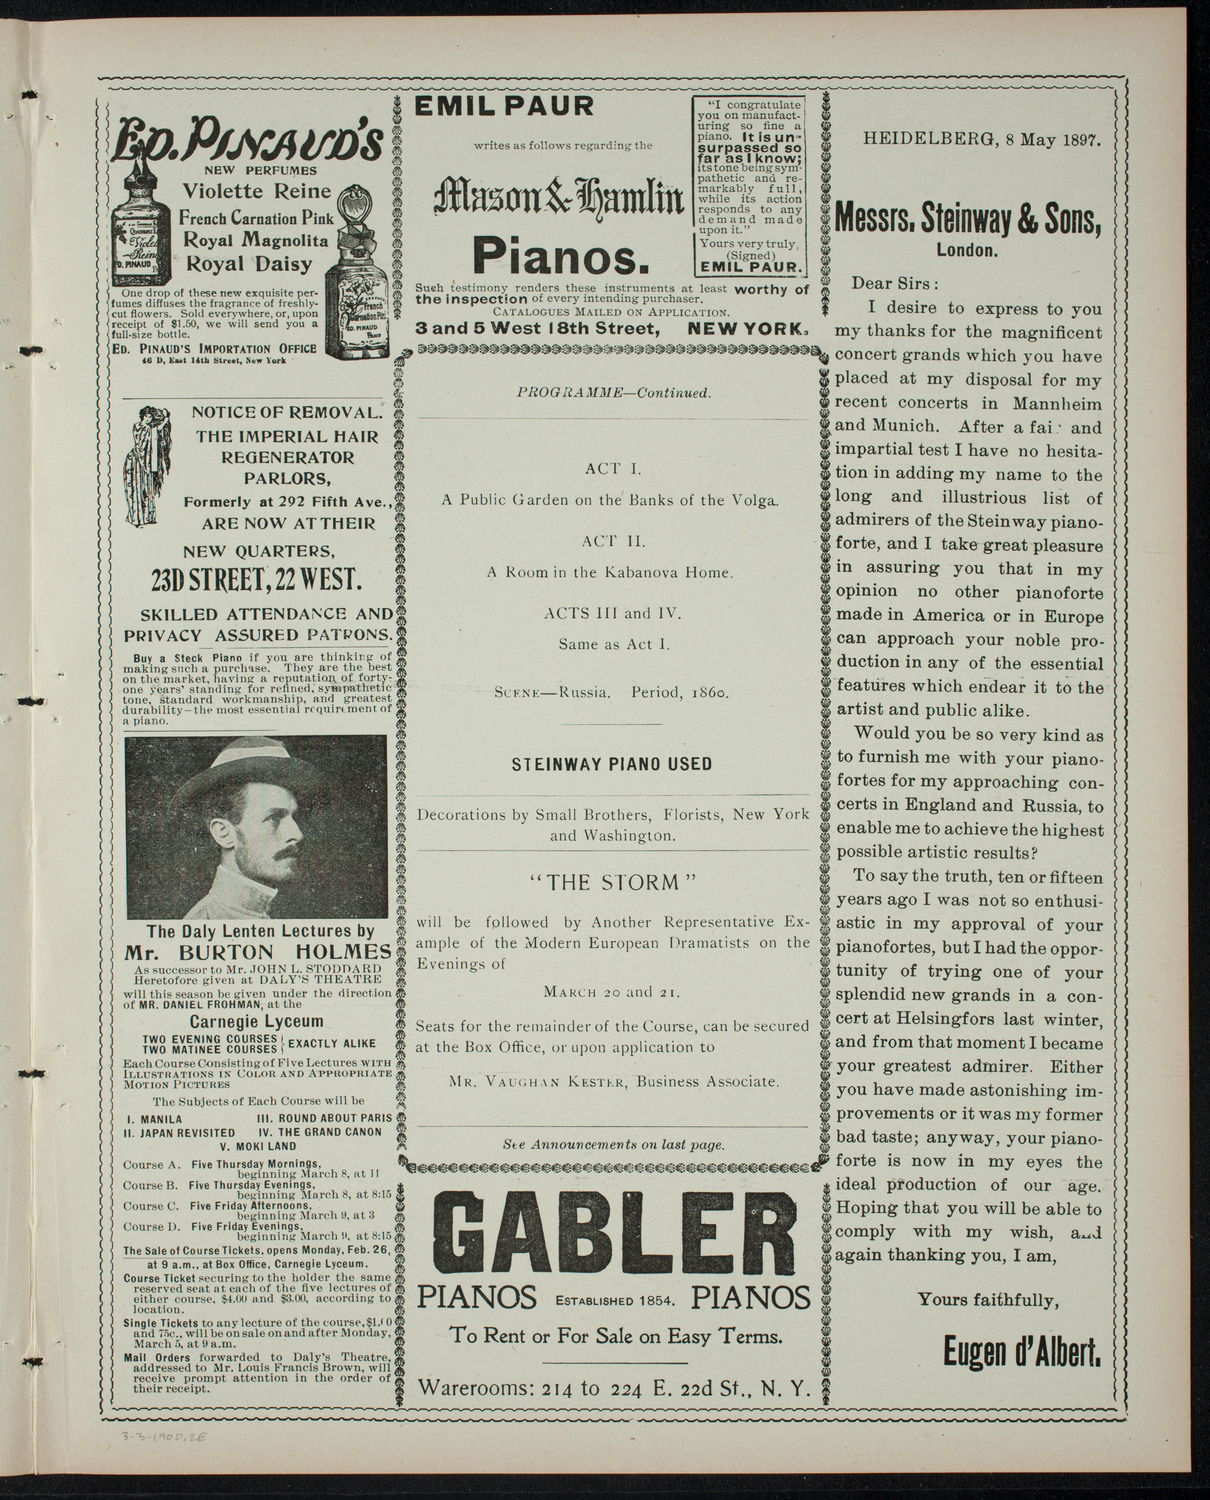 ED. PINAUD'S
NEW PERFUMES
Violette Reine
French Carnation Pink
Royal Magnolita
Royal Daisy
One drop of these new exquisite per-
fumes diffuses the fragrance of freshly-
cut flowers. Sold everywhere, or, upon
receipt of $1.50, we will send you a
full-size bottle.
ED. PINAUD'S IMPORTATION OFFICE
46 D, East 14th Street, New York
NOTICE OF REMOVAL.
THE IMPERIAL HAIR
REGENERATOR
PARLORS,
Formerly at 292 Fifth Ave.,
ARE NOW AT THEIR
NEW QUARTERS,
23D STREET, 22 WEST.
SKILLED ATTENDANCE AND
PRIVACY ASSURED PATRONS.
Buy a Steck Piano if you are thinking of
making such a purchase. They are the best
on the market, having a reputation of forty-
one years' standing for refined, sympathetic
tone, standard workmanship, and greatest
durability—the most essential requirement of
a piano.
The Daly Lenten Lectures by
Mr. BURTON HOLMES
As successor to Mr. JOHN L. STODDARD
Heretofore given at DALY'S THEATRE
will this season be given under the direction
of MR. DANIEL FROHMAN, at the
Carnegie Lyceum
TWO EVENING COURSES
TWO MATINEE COURSES } EXACTLY ALIKE
Each Course Consisting of Five Lectures WITH
ILLUSTRATIONS IN COLOR AND APPROPRIATE
MOTION PICTURES
The Subjects of Each Course will be
I. MANILA III. ROUND ABOUT PARIS
II. JAPAN REVISITED IV. THE GRAND CANON
V. MOKI LAND
Course A. Five Thursday Mornings,
beginning March 8, at 11
Course B. Five Thursday Evenings,
beginning March 8, at 8:15
Course C. Five Friday Afternoons,
beginning March 9, at 3
Course D. Five Friday Evenings,
beginning March 9, at 8:15
The Sale of Course Tickets, opens Monday, Feb. 26,
at 9 a.m., at Box Office, Carnegie Lyceum.
Course Ticket securing to the holder the same
reserved seat at each of the five lectures of
either course, $4.00 and $3.00, according to
location.
Single Tickets to any lecture of the course, $1.00
and 75c., will be on sale on and after Monday,
March 5, at 9 a.m.
Mail Orders forwarded to Daly's Theatre,
addressed to Mr. Louis Francis Brown, will
receive prompt attention in the order of
their receipt.
EMIL PAUR
writes as follows regarding the
Mason & Hamlin
Pianos.
"I congratulate
you on manufact-
uring so fine a
piano. It is un-
surpassed so
far as I know;
its tone being sym-
pathetic and re-
markably full,
while its action
responds to any
demand made
upon it."
Yours very truly,
(Signed)
EMIL PAUR.
Such testimony renders these instruments at least worthy of
the inspection of every intending purchaser.
CATALOGUES MAILED ON APPLICATION.
3 and 5 West 18th Street, NEW YORK.
PROGRAMME—Continued.
ACT I.
A Public Garden on the Banks of the Volga.
ACT II.
A Room in the Kabanova Home.
ACTS III and IV.
Same as Act I.
SCENE—Russia. Period, 1860.
STEINWAY PIANO USED
Decorations by Small Brothers, Florists, New York
and Washington.
"THE STORM"
will be followed by Another Representative Ex-
ample of the Modern European Dramatists on the
Evenings of
MARCH 20 and 21.
Seats for the remainder of the Course, can be secured
at the Box Office, or upon application to
MR. VAUGHAN KESTER, Business Associate.
See Announcements on last page.
GABLER
PIANOS ESTABLISHED 1854. PIANOS
To Rent or For Sale on Easy Terms.
Warerooms: 214 to 224 E. 22d St., N. Y.
HEIDELBERG, 8 May 1897.
Messrs. Steinway & Sons,
London.
Dear Sirs:
I desire to express to you
my thanks for the magnificent
concert grands which you have
placed at my disposal for my
recent concerts in Mannheim
and Munich. After a fair and
impartial test I have no hesita-
tion in adding my name to the
long and illustrious list of
admirers of the Steinway piano-
forte, and I take great pleasure
in assuring you that in my
opinion no other pianoforte
made in America or in Europe
can approach your noble pro-
duction in any of the essential
features which endear it to the
artist and public alike.
Would you be so very kind as
to furnish me with your piano-
fortes for my approaching con-
certs in England and Russia, to
enable me to achieve the highest
possible artistic results?
To say the truth, ten or fifteen
years ago I was not so enthusi-
astic in my approval of your
pianofortes, but I had the oppor-
tunity of trying one of your
splendid new grands in a con-
cert at Helsingfors last winter,
and from that moment I became
your greatest admirer. Either
you have made astonishing im-
provements or it was my former
bad taste; anyway, your piano-
forte is now in my eyes the
ideal production of our age.
Hoping that you will be able to
comply with my wish, and
again thanking you, I am,
Yours faithfully,
Eugen d'Albert.
3-3-1900, 2E